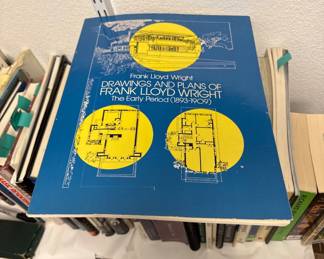 Frank Lloyd Wright
DRAWINGS AND PLANS OF
FRANK LLOYD WRIGHT
The Early Period (1893-1909)